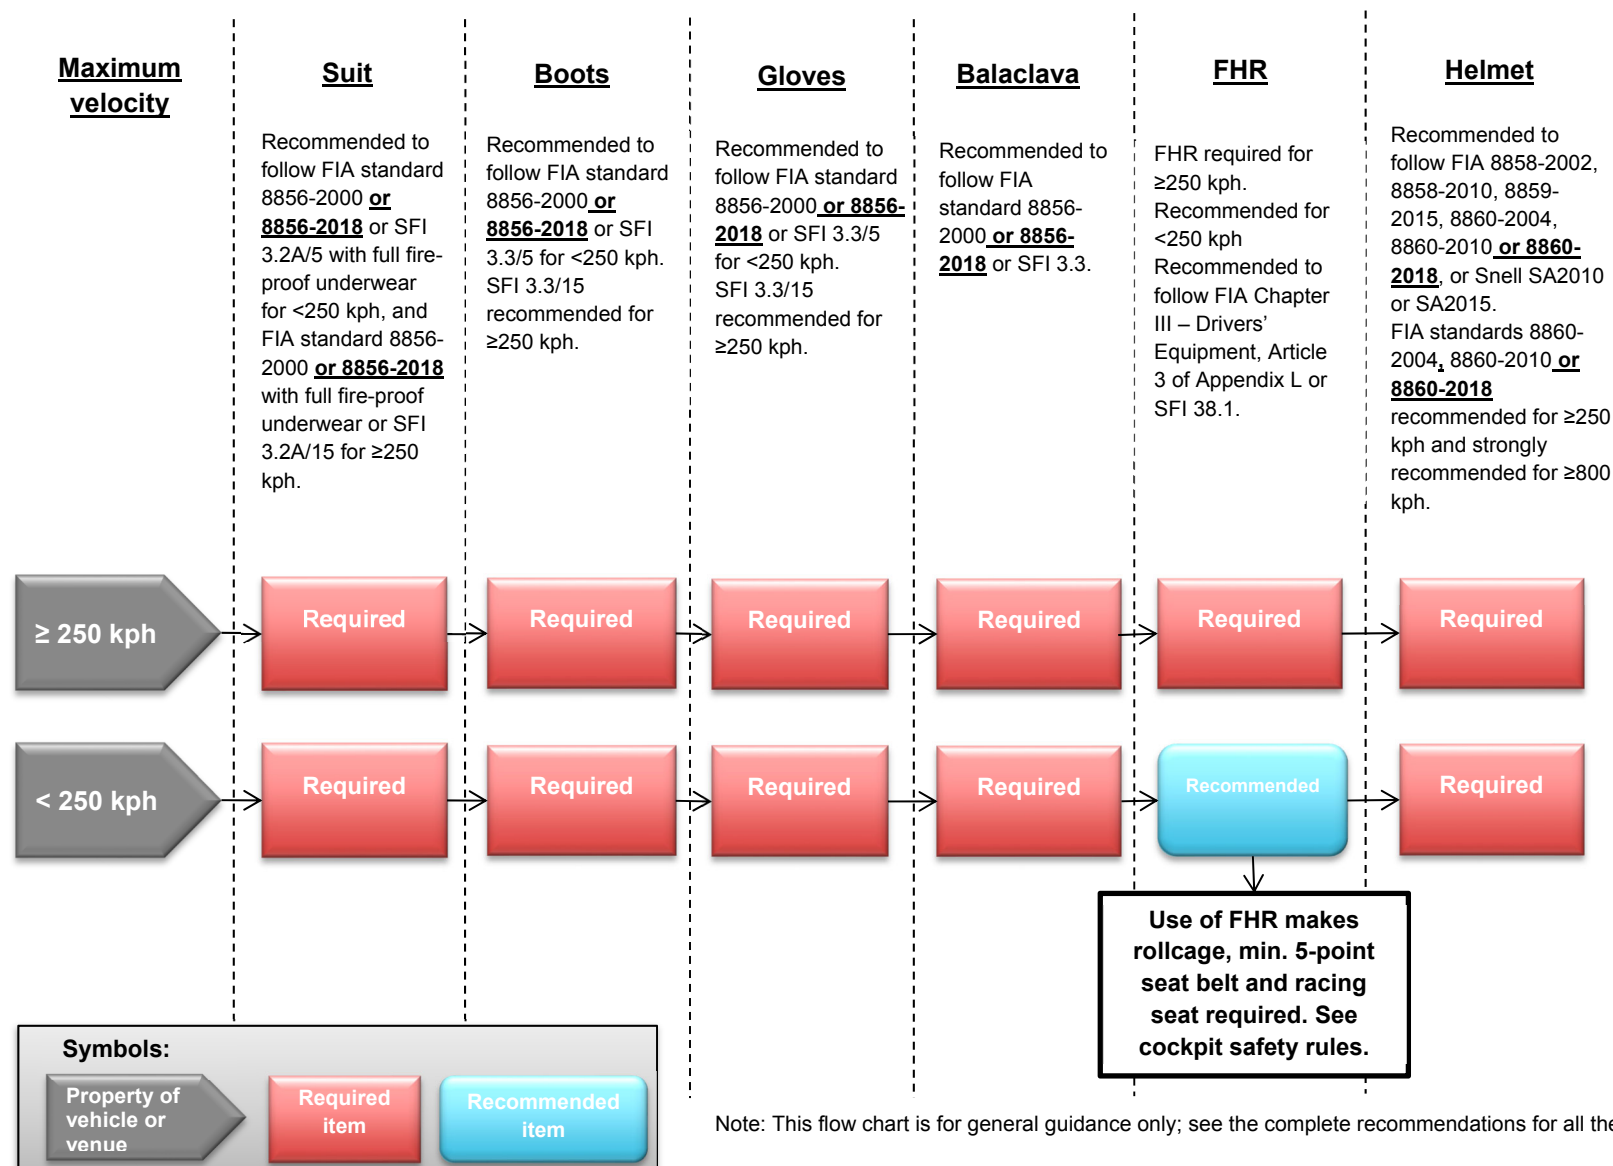 Maximum
velocity
Suit
Recommended to
follow FIA standard
8856-2000 or
8856-2018 or SFI
3.2A/5 with full fire-
proof underwear
for <250 kph, and
FIA standard 8856-
2000 or 8856-2018
with full fire-proof
underwear or SFI
3.2A/15 for ≥250
kph.
Boots
Recommended to
follow FIA standard
8856-2000 or
8856-2018 or SFI
3.3/5 for <250 kph.
SFI 3.3/15
recommended for
≥250 kph.
Gloves
Recommended to
follow FIA standard
8856-2000 or 8856-
2018 or SFI 3.3/5
for <250 kph.
SFI 3.3/15
recommended for
≥250 kph.
Balaclava
Recommended to
follow FIA
standard 8856-
2000 or 8856-
2018 or SFI 3.3.
FHR
FHR required for
≥250 kph.
Recommended for
<250 kph
Recommended to
follow FIA Chapter
III – Drivers’
Equipment, Article
3 of Appendix L or
SFI 38.1.
Helmet
Recommended to
follow FIA 8858-2002,
8858-2010, 8859-
2015, 8860-2004,
8860-2010 or 8860-
2018, or Snell SA2010
or SA2015.
FIA standards 8860-
2004, 8860-2010 or
8860-2018
recommended for ≥250
kph and strongly
recommended for ≥800
kph.
≥ 250 kph
Required
Required
Required
Required
Required
Required
< 250 kph
Required
Required
Required
Required
Recommended
Required
Use of FHR makes
rollcage, min. 5-point
seat belt and racing
seat required. See
cockpit safety rules.
Symbols:
Property of
vehicle or
venue
Required
item
Recommended
item
Note: This flow chart is for general guidance only; see the complete recommendations for all the